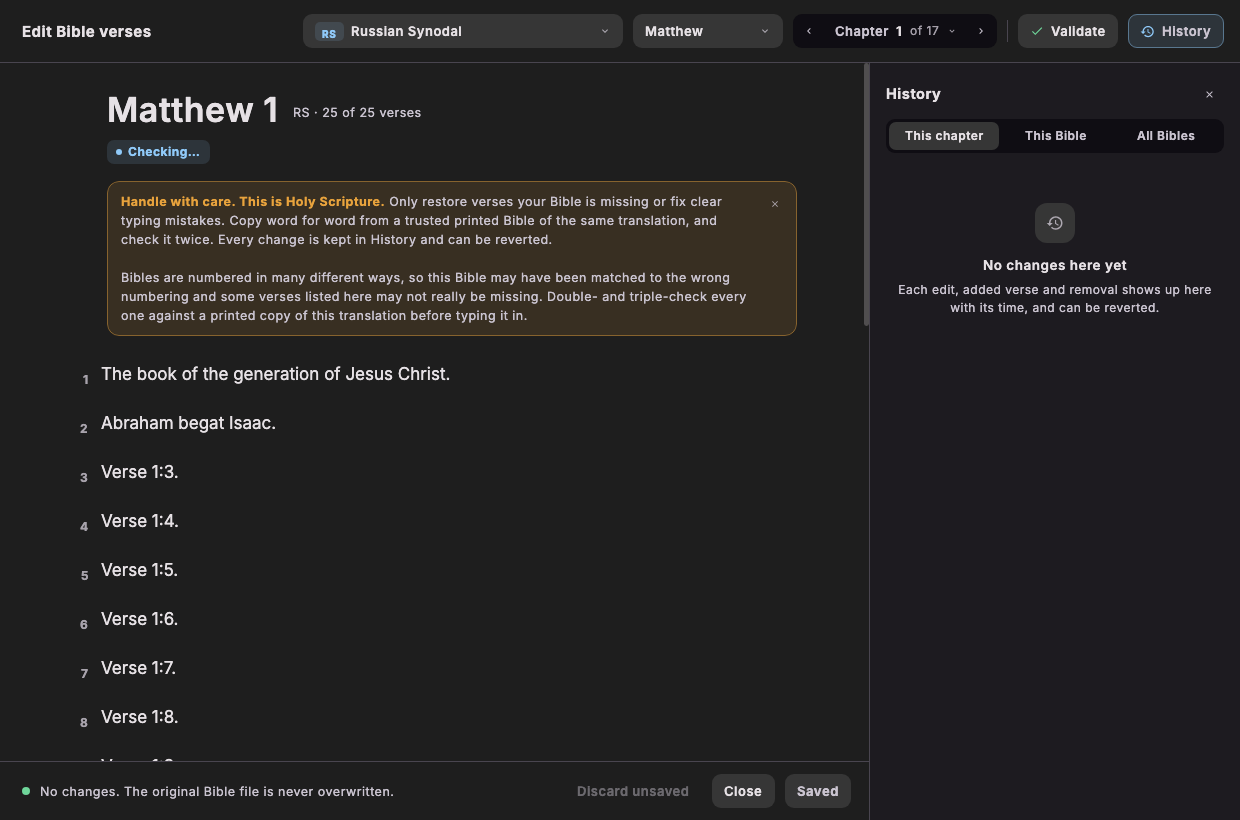 Edit Bible verses
RS Russian Synodal
Matthew
Chapter 1 of 17
Validate
History
Matthew 1 RS · 25 of 25 verses
Checking...
Handle with care. This is Holy Scripture. Only restore verses your Bible is missing or fix clear
typing mistakes. Copy word for word from a trusted printed Bible of the same translation, and
check it twice. Every change is kept in History and can be reverted.
Bibles are numbered in many different ways, so this Bible may have been matched to the wrong
numbering and some verses listed here may not really be missing. Double- and triple-check every
one against a printed copy of this translation before typing it in.
1 The book of the generation of Jesus Christ.
2 Abraham begat Isaac.
3 Verse 1:3.
4 Verse 1:4.
5 Verse 1:5.
6 Verse 1:6.
7 Verse 1:7.
8 Verse 1:8.
No changes. The original Bible file is never overwritten.
Discard unsaved
Close
Saved
History
This chapter
This Bible
All Bibles
No changes here yet
Each edit, added verse and removal shows up here
with its time, and can be reverted.